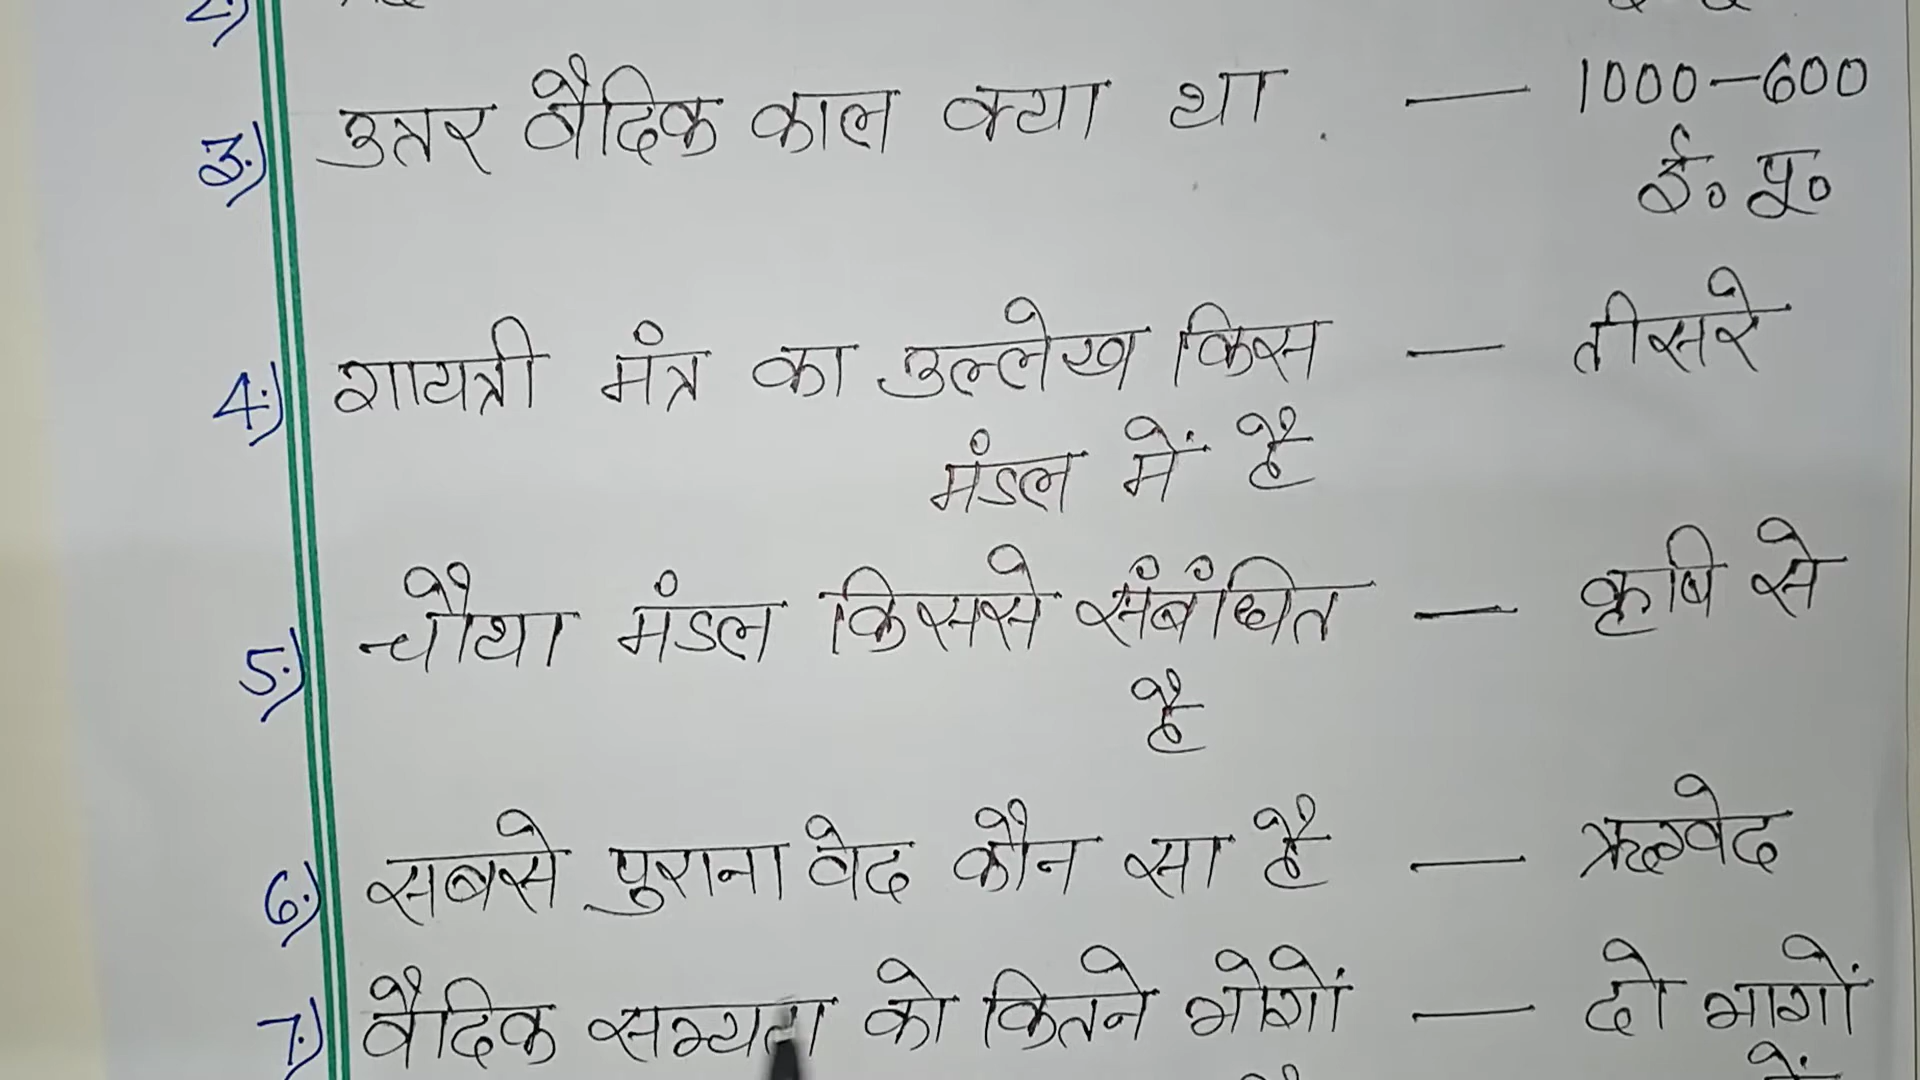 3.) उत्तर वैदिक काल क्या था — 1000-600
ई० पू०
4.) गायत्री मंत्र का उल्लेख किस — तीसरे
मंडल में है
5.) चौथा मंडल किससे संबंधित — कृषि से
है
6.) सबसे पुराना वेद कौन सा है — ऋग्वेद
7.) वैदिक सभ्यता को कितने भोगों — दो भागों